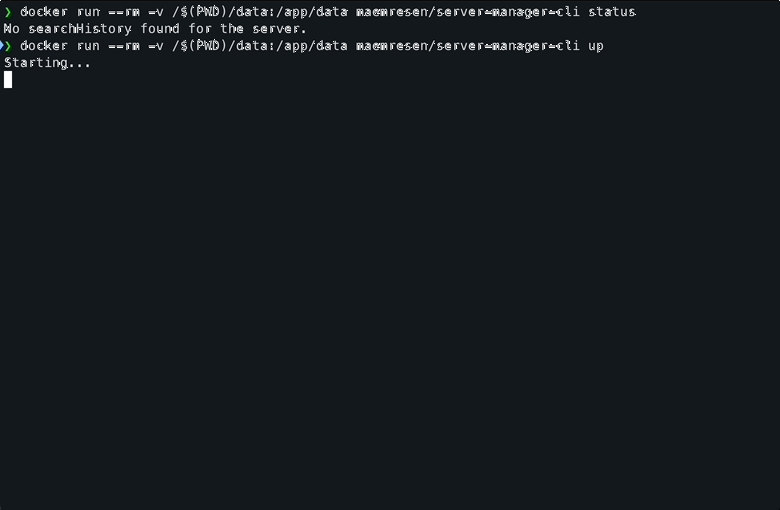 ❯ docker run --rm -v /$(PWD)/data:/app/data maemresen/server-manager-cli status
No searchHistory found for the server.
❯ docker run --rm -v /$(PWD)/data:/app/data maemresen/server-manager-cli up
Starting...